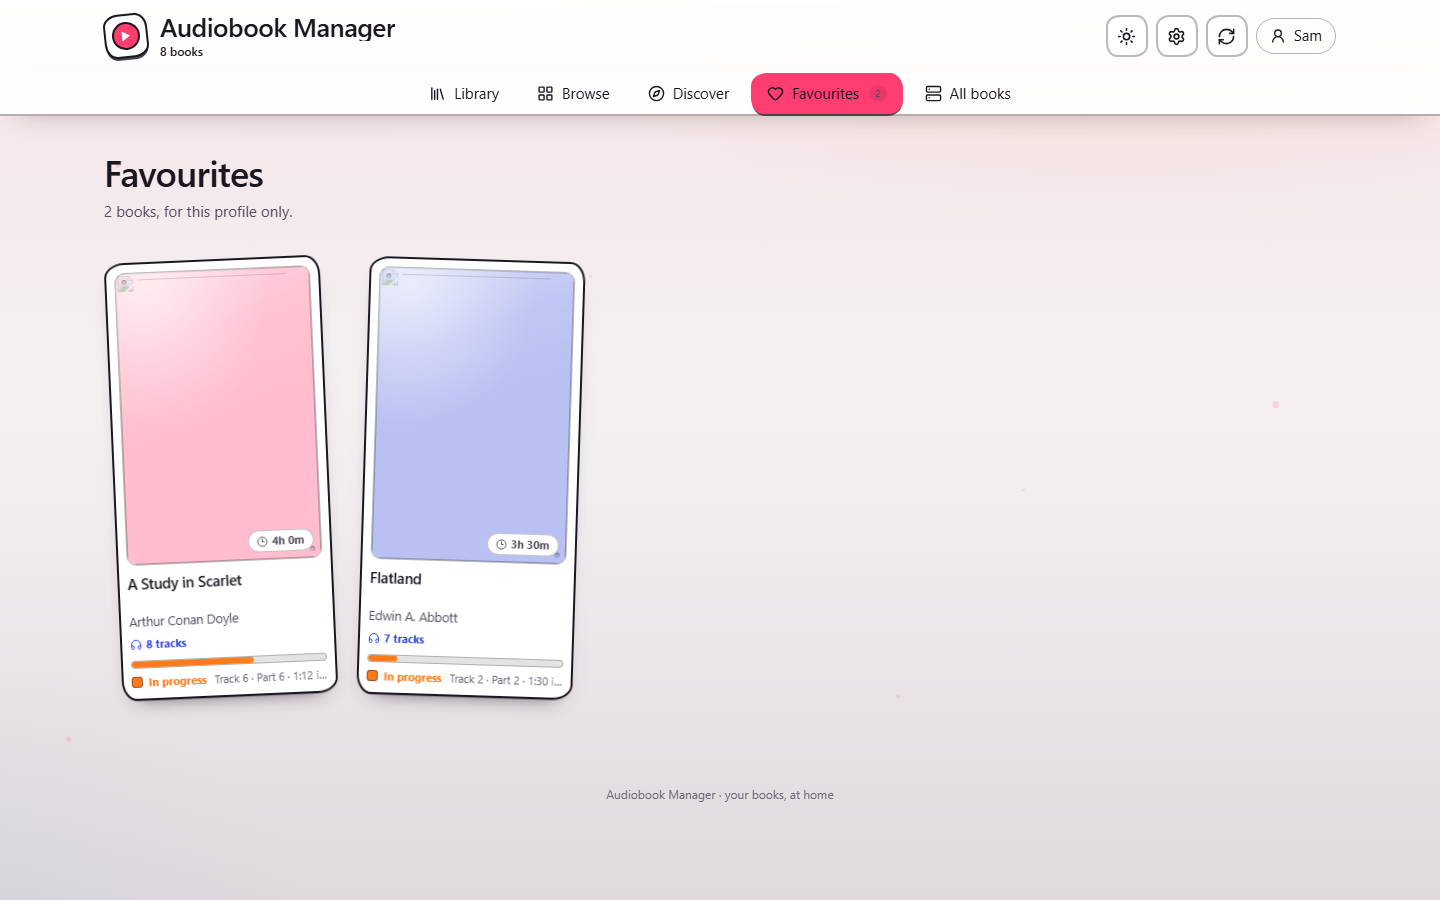 Audiobook Manager
8 books
Sam
Library
Browse
Discover
Favourites 2
All books
Favourites
2 books, for this profile only.
4h 0m
A Study in Scarlet
Arthur Conan Doyle
8 tracks
In progress Track 6 · Part 6 · 1:12 i...
3h 30m
Flatland
Edwin A. Abbott
7 tracks
In progress Track 2 · Part 2 · 1:30 i...
Audiobook Manager · your books, at home